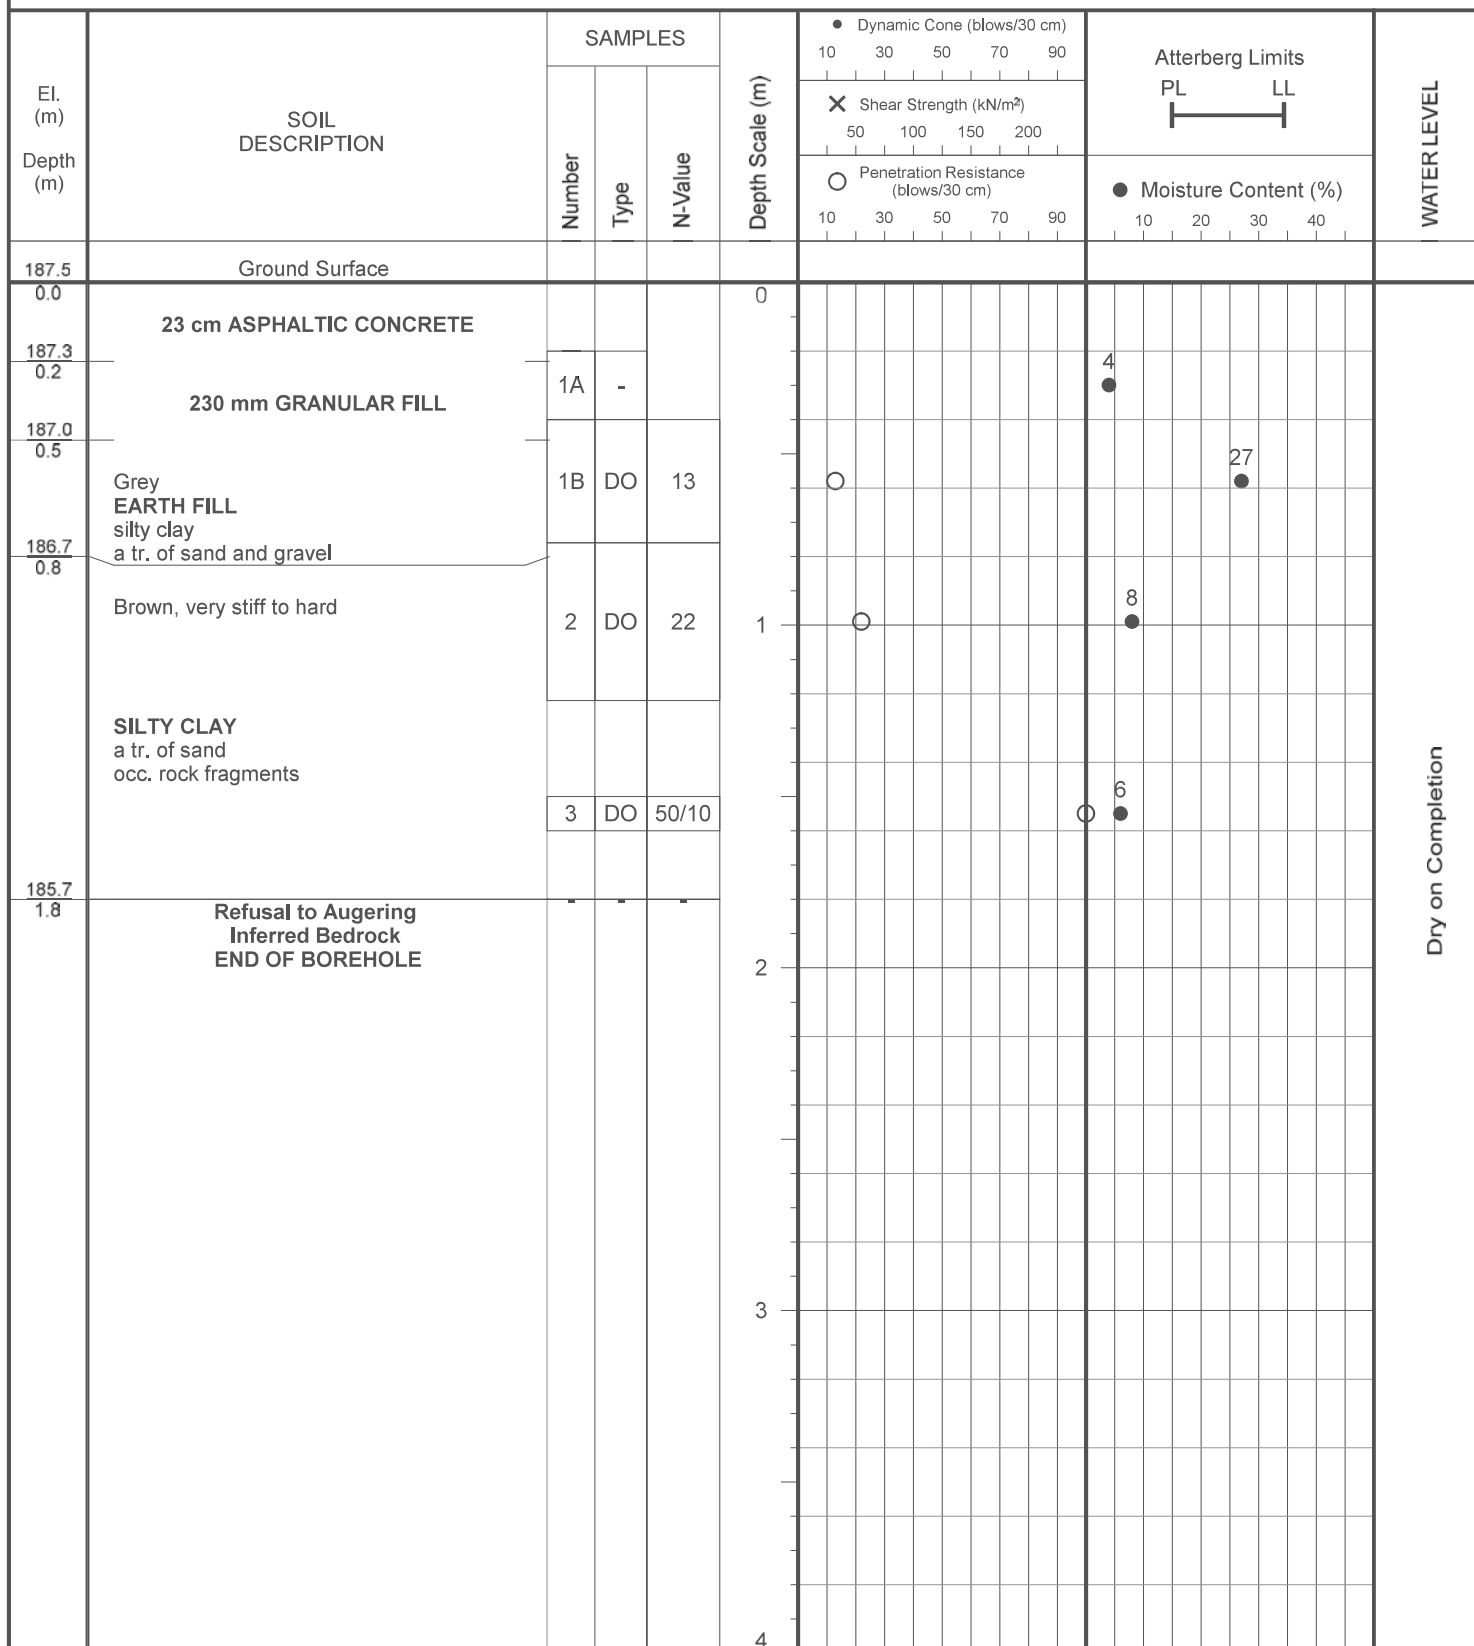 El.
(m)
Depth
(m)
SOIL
DESCRIPTION
SAMPLES
Number
Type
N-Value
Depth Scale (m)
● Dynamic Cone (blows/30 cm)
10 30 50 70 90
✕ Shear Strength (kN/m²)
50 100 150 200
○ Penetration Resistance
(blows/30 cm)
10 30 50 70 90
Atterberg Limits
PL LL
● Moisture Content (%)
10 20 30 40
WATER LEVEL
187.5 Ground Surface
0.0
0
23 cm ASPHALTIC CONCRETE
187.3
0.2
4
1A -
230 mm GRANULAR FILL
187.0
0.5
27
Grey
1B DO 13
EARTH FILL
silty clay
a tr. of sand and gravel
186.7
0.8
8
Brown, very stiff to hard
2 DO 22
1
SILTY CLAY
a tr. of sand
occ. rock fragments
6
3 DO 50/10
185.7
1.8
- - -
Refusal to Augering
Inferred Bedrock
END OF BOREHOLE
Dry on Completion
2
3
4